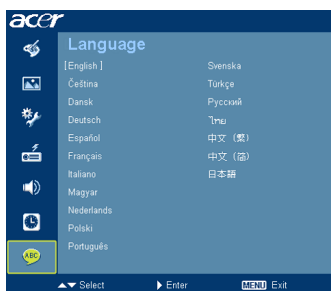 acer
Language
[English ]
Čeština
Dansk
Deutsch
Español
Français
Italiano
Magyar
Nederlands
Polski
Português
Svenska
Türkçe
Русский
ไทย
中文 (繁)
中文 (简)
日本語
ABC
Select
Enter
MENU Exit